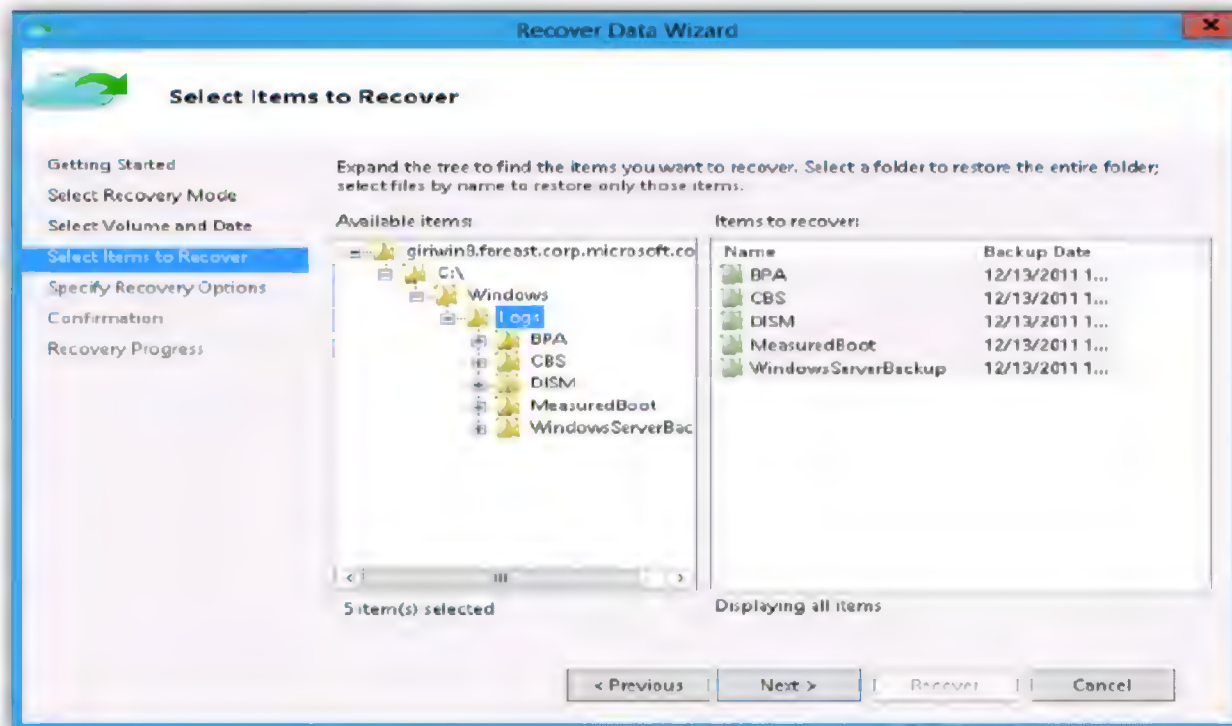 Recover Data Wizard
Select Items to Recover
Getting Started
Select Recovery Mode
Select Volume and Date
Select Items to Recover
Specify Recovery Options
Confirmation
Recovery Progress
Expand the tree to find the items you want to recover. Select a folder to restore the entire folder;
select files by name to restore only those items.
Available items:
giriwin8.fareast.corp.microsoft.co
C:\
Windows
Logs
BPA
CBS
DISM
MeasuredBoot
WindowsServerBac
5 item(s) selected
Items to recover:
Name Backup Date
BPA 12/13/2011 1...
CBS 12/13/2011 1...
DISM 12/13/2011 1...
MeasuredBoot 12/13/2011 1...
WindowsServerBackup 12/13/2011 1...
Displaying all items
< Previous Next > Recover Cancel